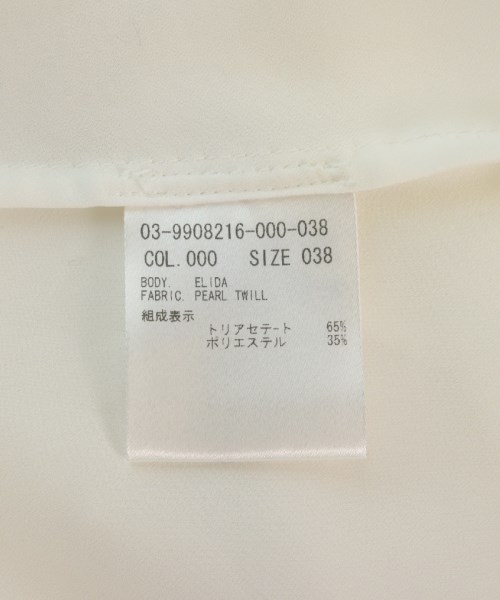 03-9908216-000-038
COL.000 SIZE 038
BODY. ELIDA
FABRIC. PEARL TWILL
組成表示
トリアセテート 65%
ポリエステル 35%